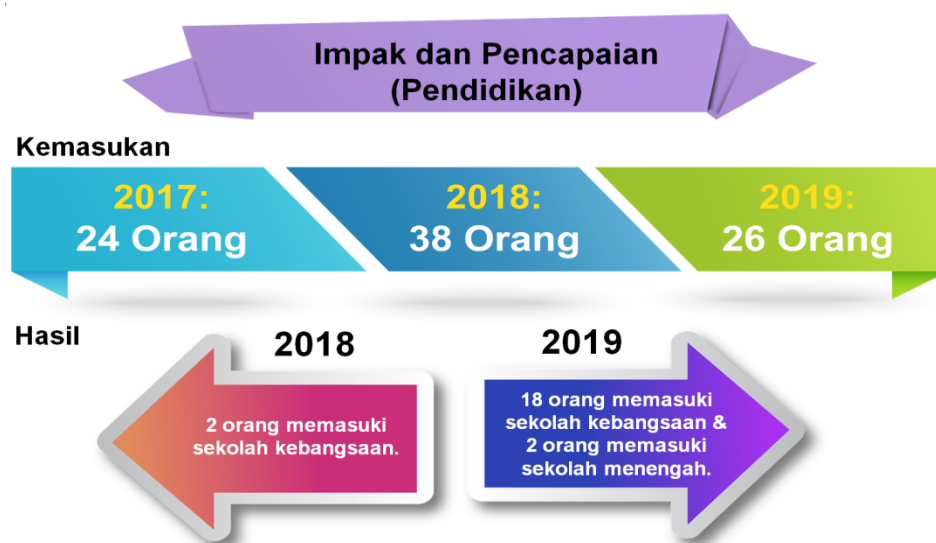 Impak dan Pencapaian
(Pendidikan)
Kemasukan
2017:
24 Orang
2018:
38 Orang
2019:
26 Orang
Hasil
2018
2 orang memasuki
sekolah kebangsaan.
2019
18 orang memasuki
sekolah kebangsaan &
2 orang memasuki
sekolah menengah.